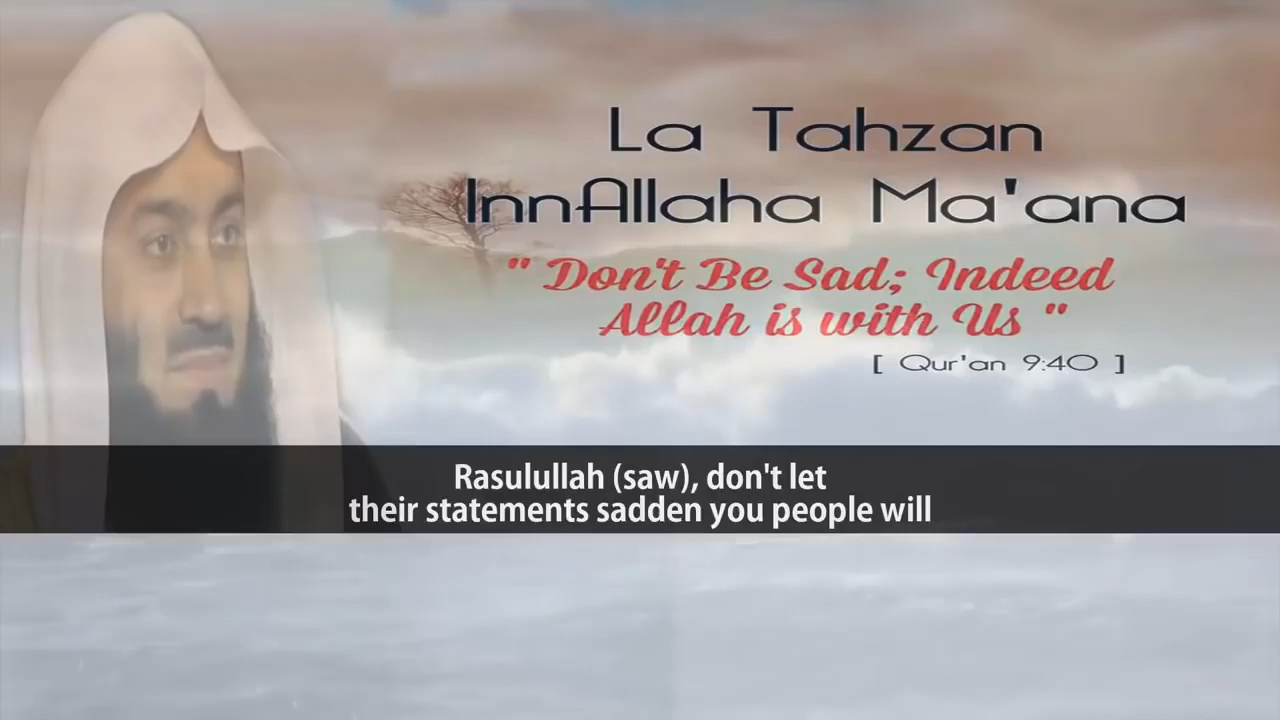 La Tahzan
InnAllaha Ma'ana
" Don't Be Sad; Indeed
Allah is with Us "
[ Qur'an 9:40 ]
Rasulullah (saw), don't let
their statements sadden you people will